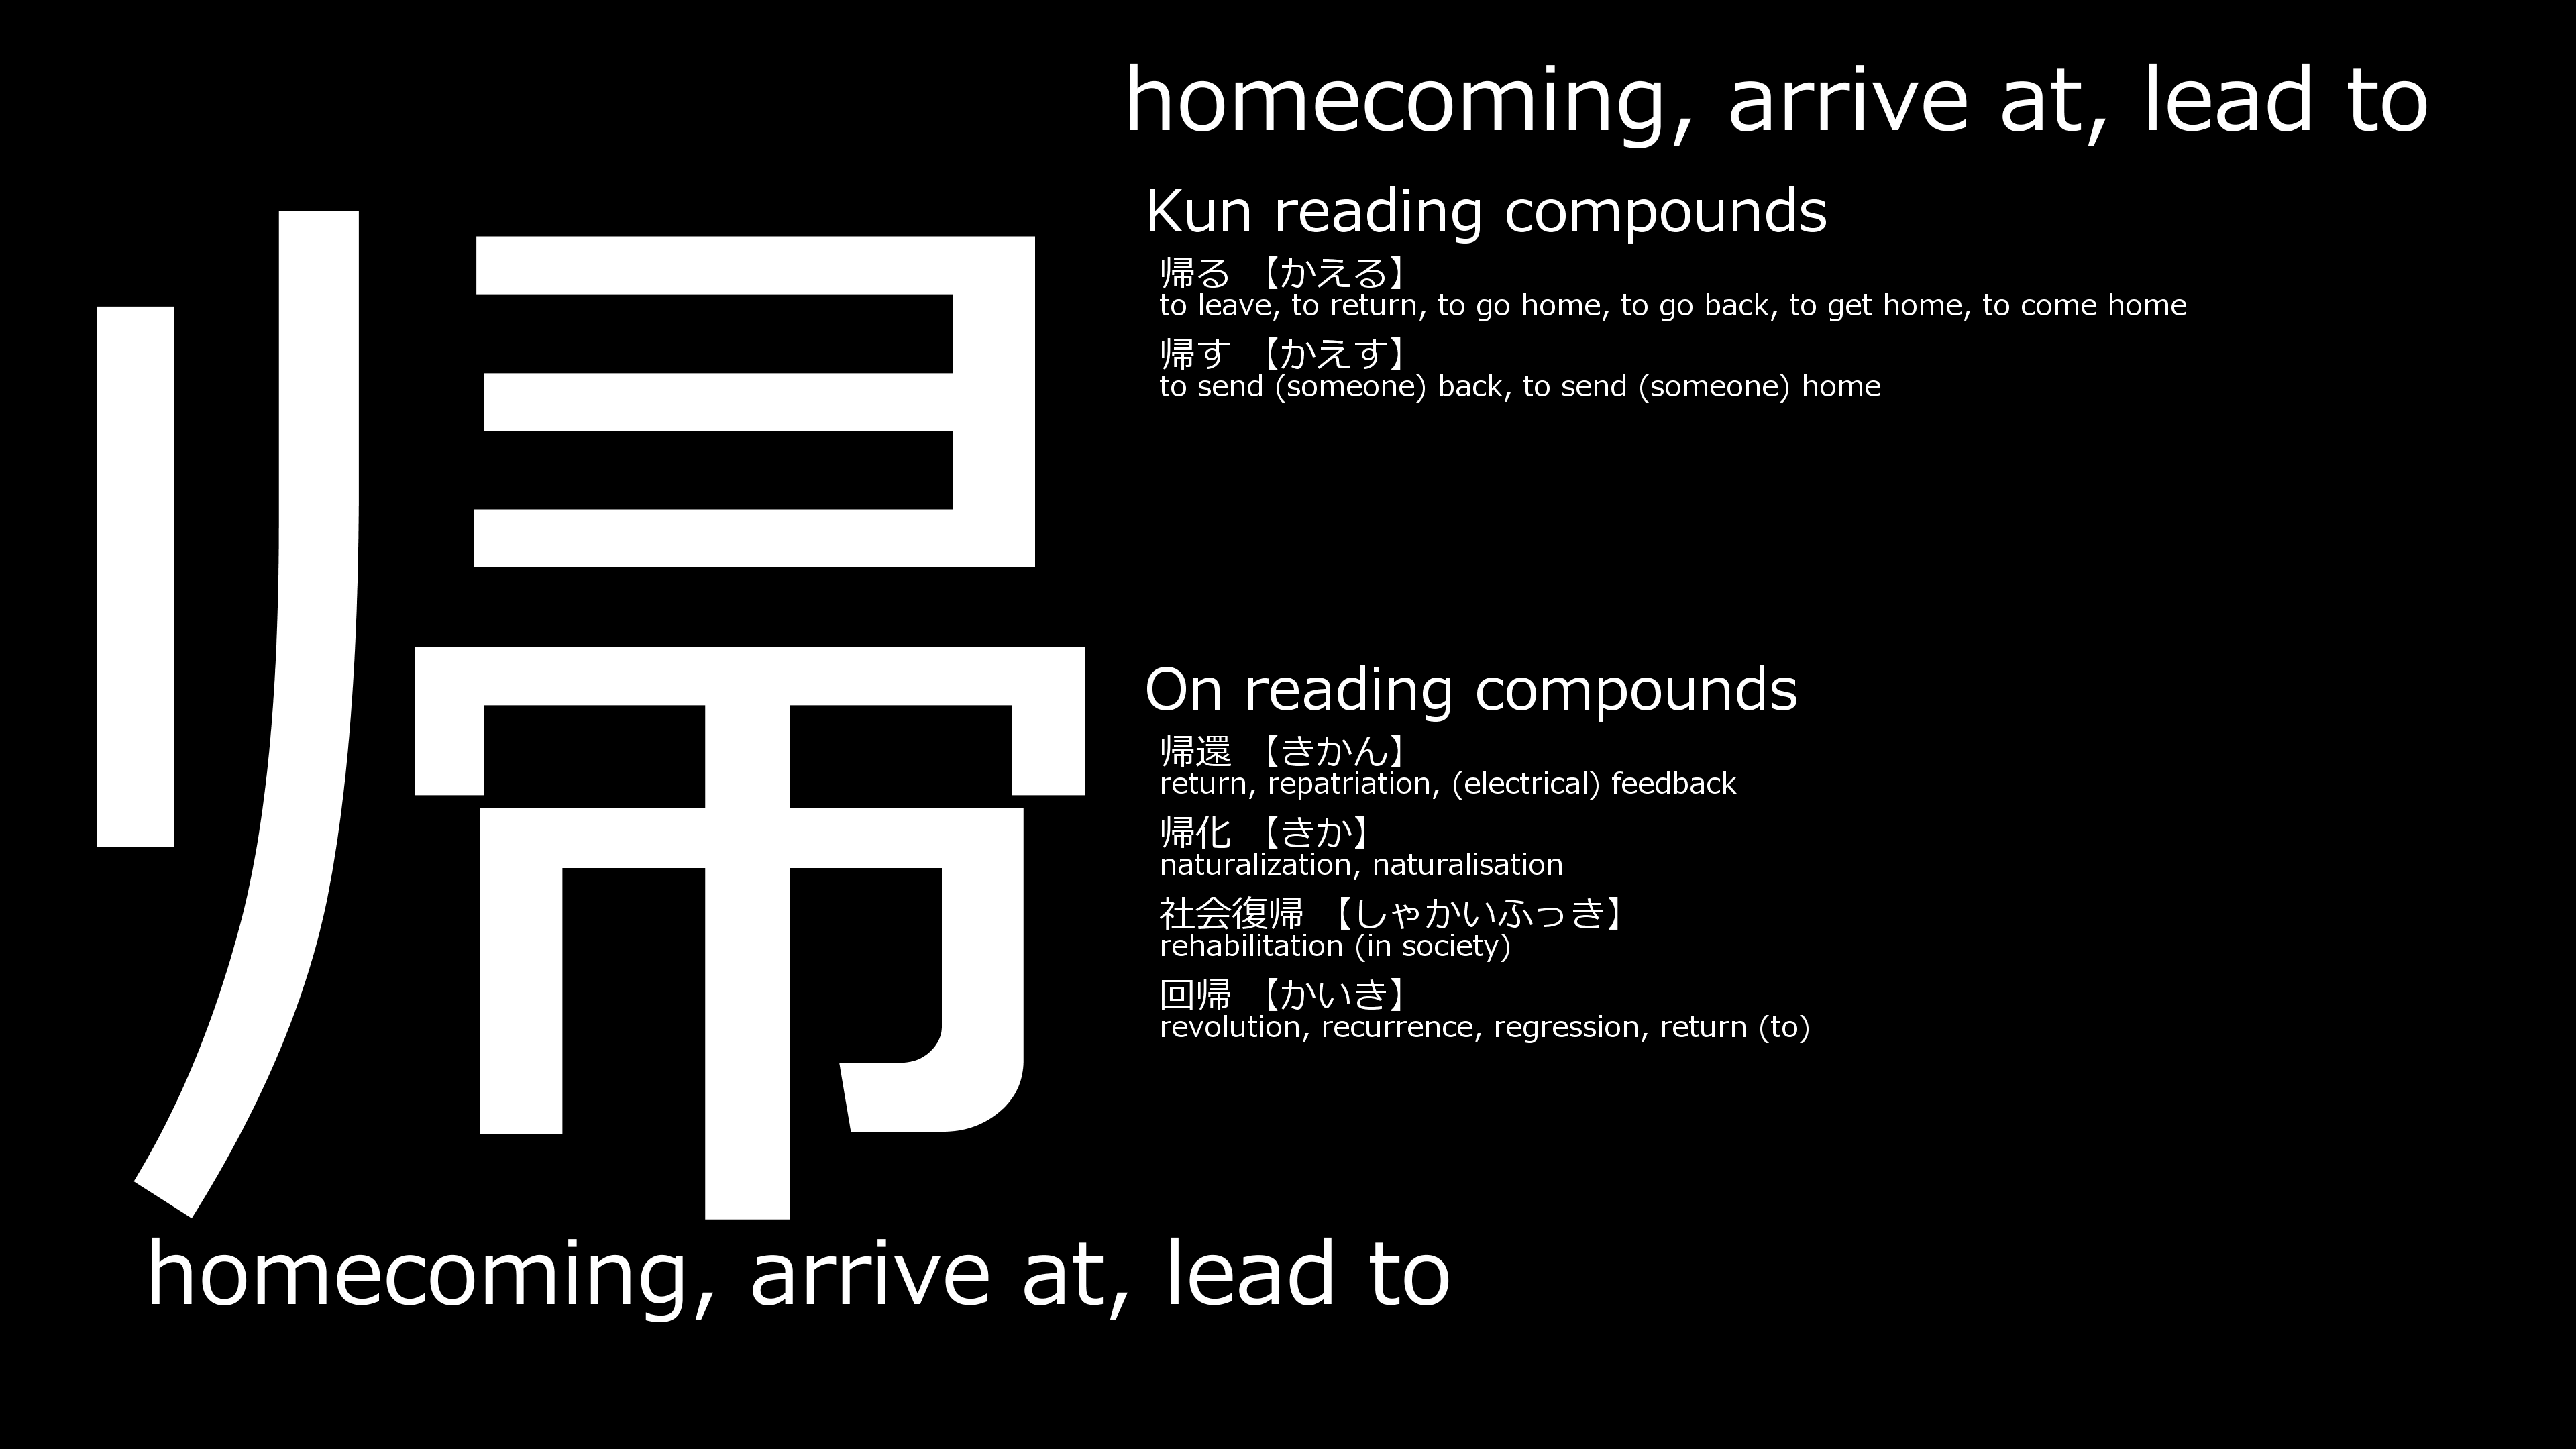 帰
homecoming, arrive at, lead to
homecoming, arrive at, lead to
Kun reading compounds
帰る 【かえる】
to leave, to return, to go home, to go back, to get home, to come home
帰す 【かえす】
to send (someone) back, to send (someone) home
On reading compounds
帰還 【きかん】
return, repatriation, (electrical) feedback
帰化 【きか】
naturalization, naturalisation
社会復帰 【しゃかいふっき】
rehabilitation (in society)
回帰 【かいき】
revolution, recurrence, regression, return (to)